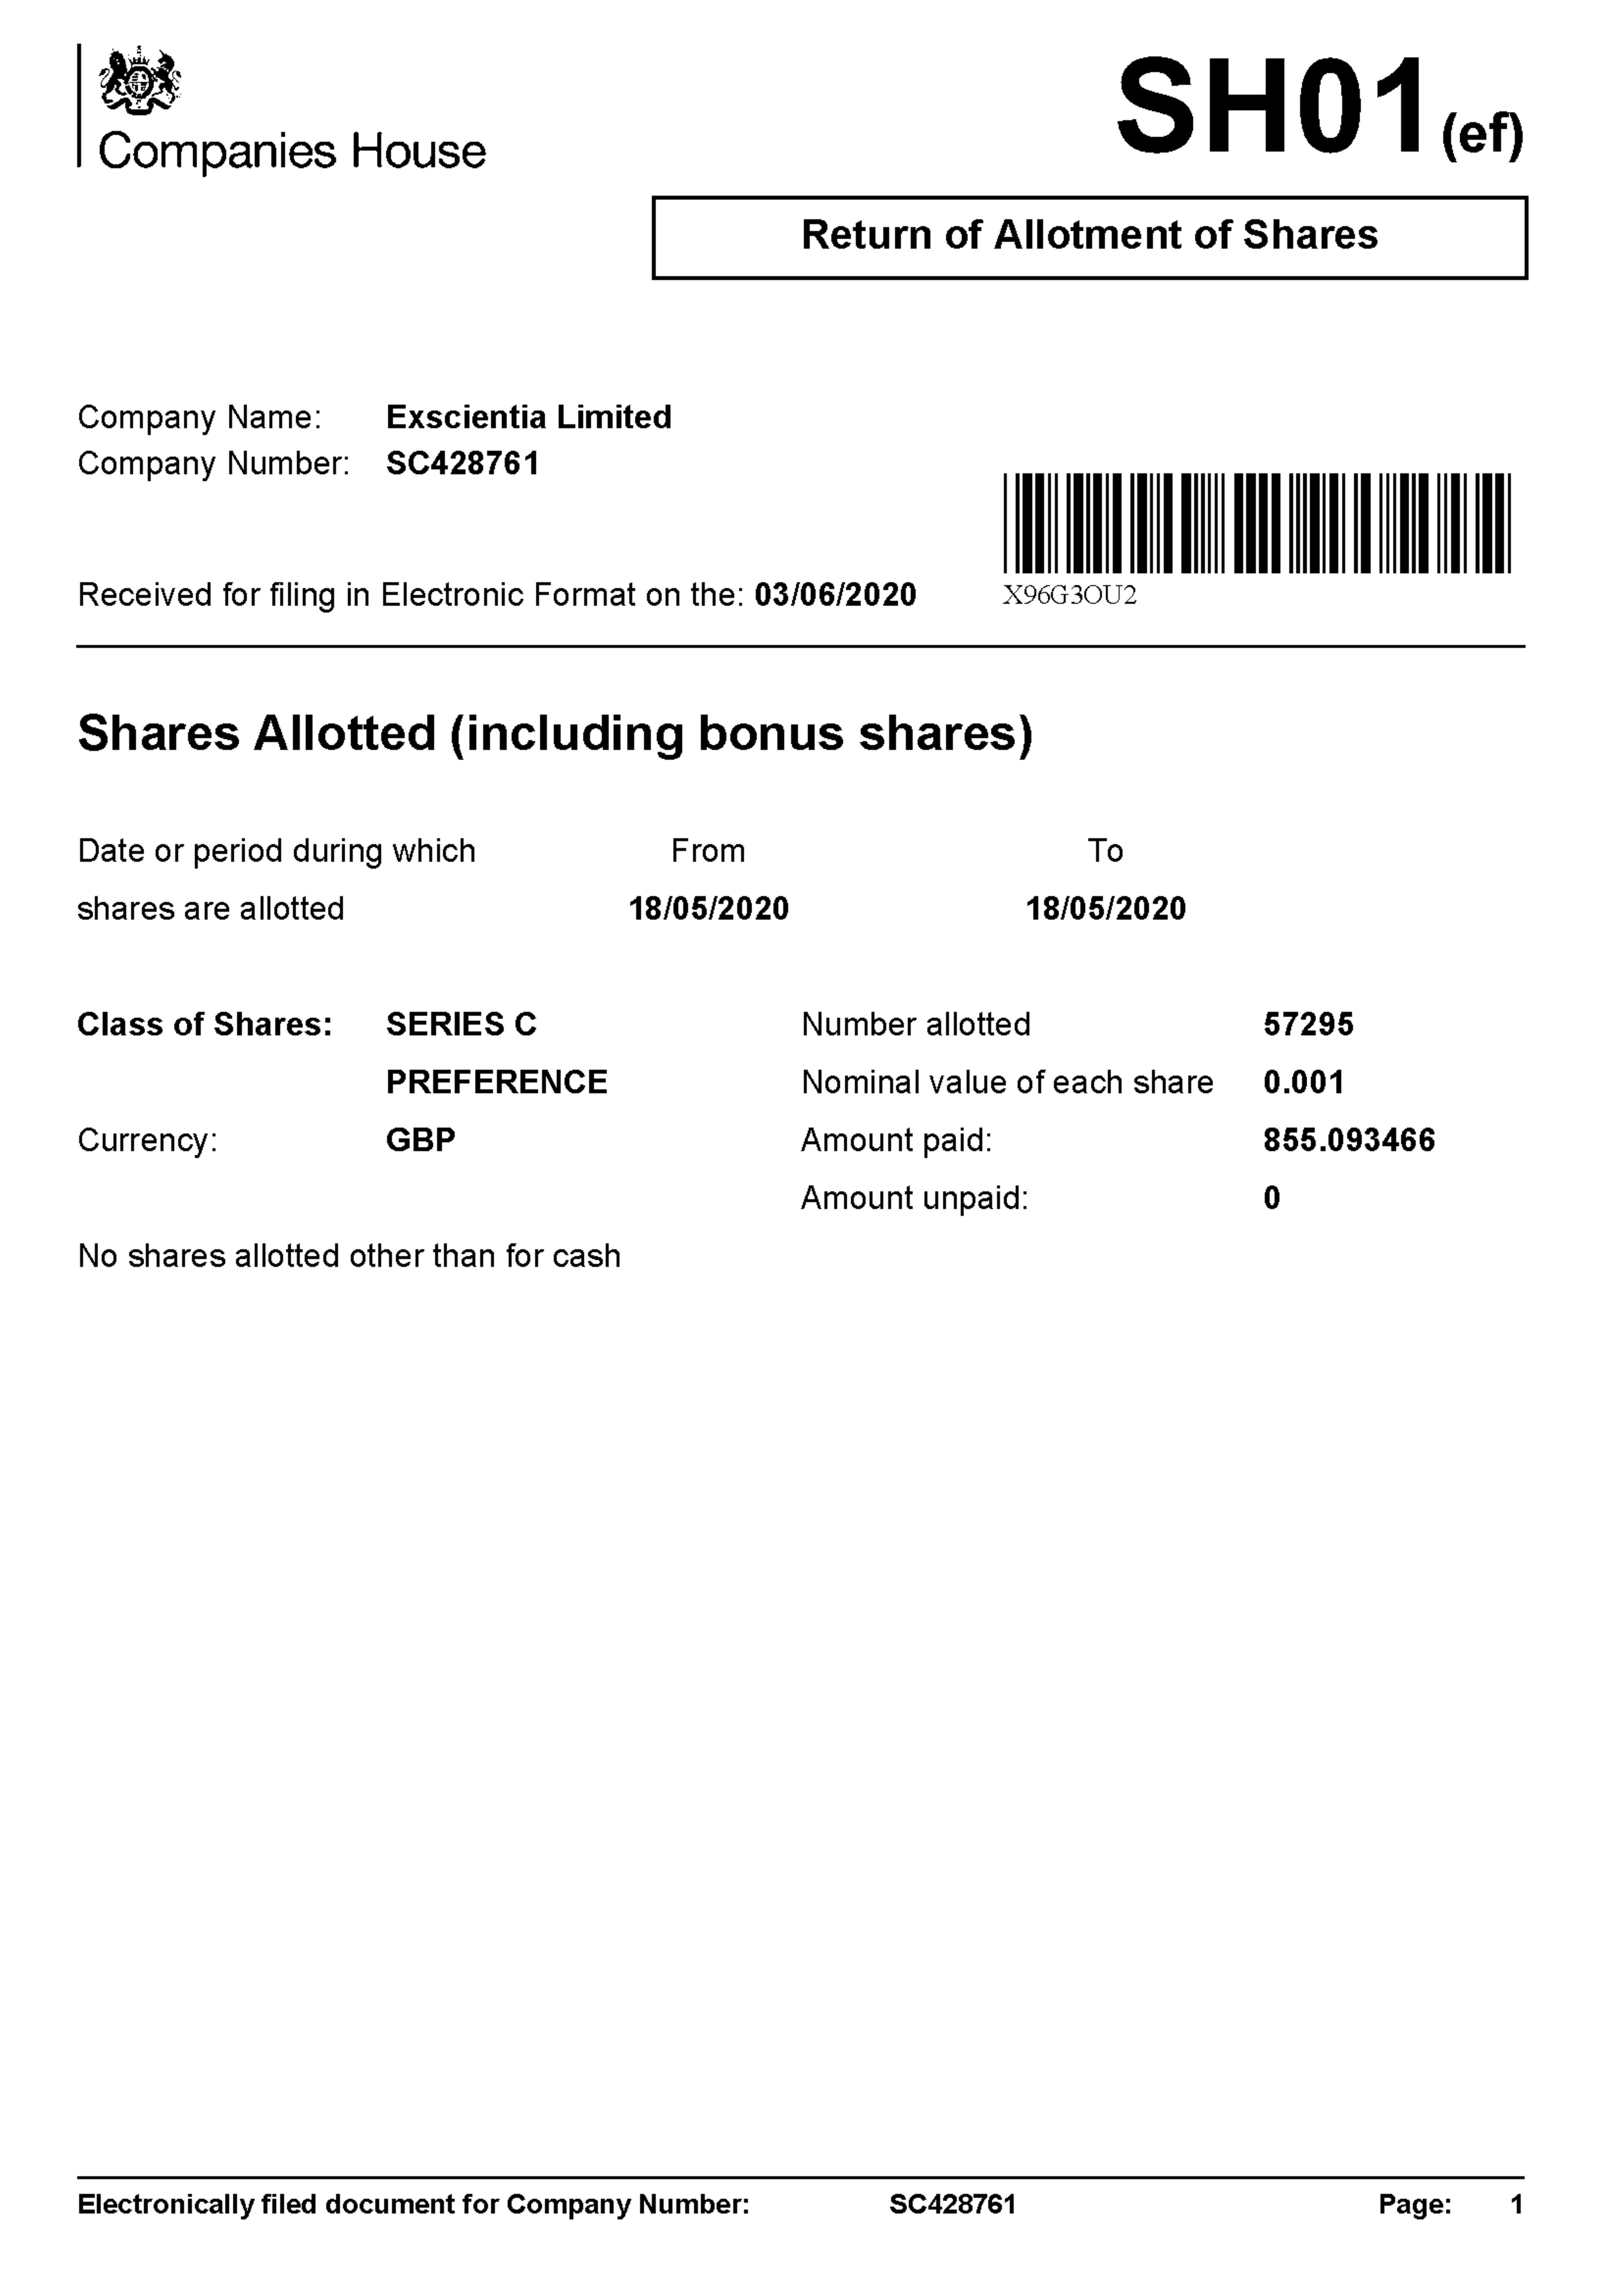 SH01(ef)
Companies House
Return of Allotment of Shares
Company Name: Exscientia Limited
Company Number: SC428761
Received for filing in Electronic Format on the: 03/06/2020
X96G3OU2
Shares Allotted (including bonus shares)
Date or period during which From To
shares are allotted 18/05/2020 18/05/2020
Class of Shares: SERIES C Number allotted 57295
PREFERENCE Nominal value of each share 0.001
Currency: GBP Amount paid: 855.093466
Amount unpaid: 0
No shares allotted other than for cash
Electronically filed document for Company Number: SC428761 Page: 1